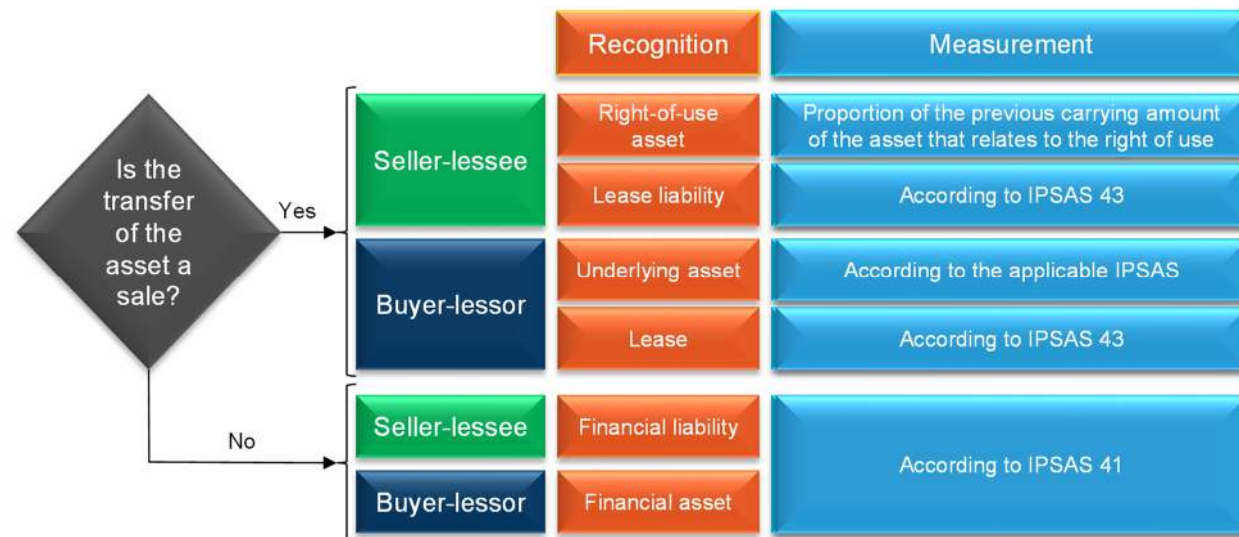 Recognition
Measurement
Is the
transfer
of the
asset a
sale?
Yes
Seller-lessee
Right-of-use
asset
Proportion of the previous carrying amount
of the asset that relates to the right of use
Lease liability
According to IPSAS 43
Buyer-lessor
Underlying asset
According to the applicable IPSAS
Lease
According to IPSAS 43
No
Seller-lessee
Financial liability
According to IPSAS 41
Buyer-lessor
Financial asset